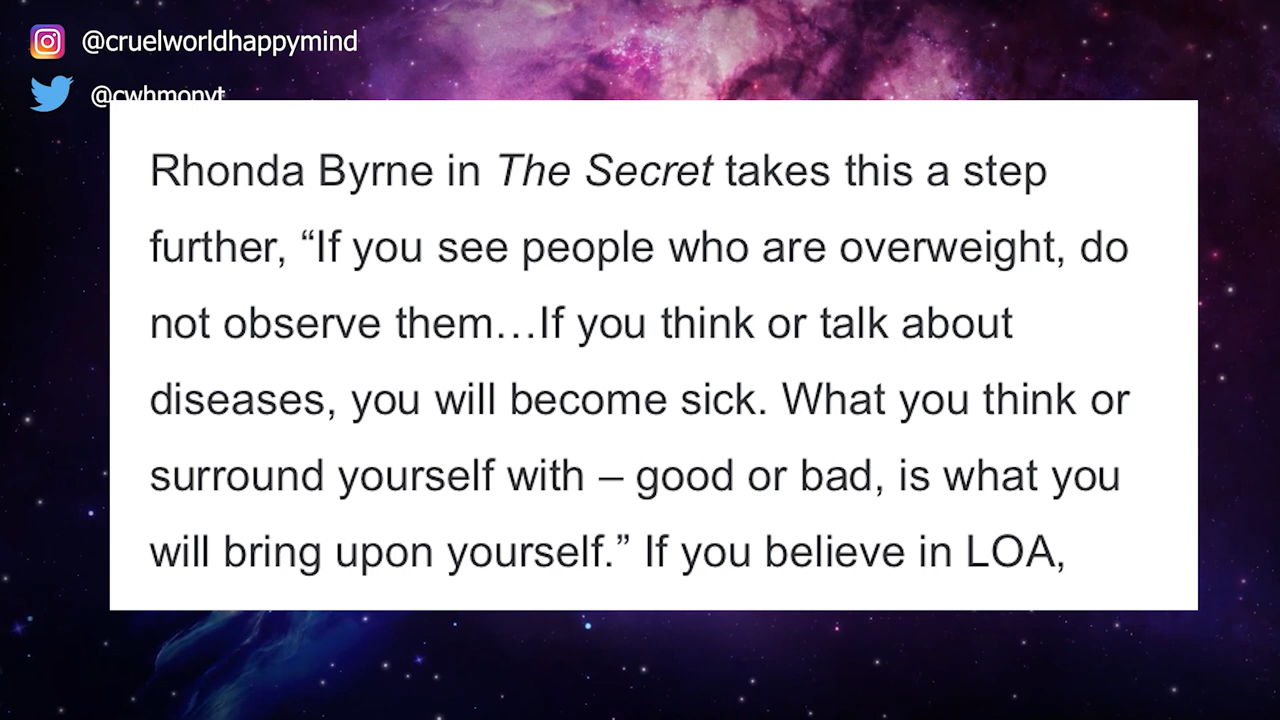 @cruelworldhappymind
@cwhmonyt
Rhonda Byrne in The Secret takes this a step
further, “If you see people who are overweight, do
not observe them…If you think or talk about
diseases, you will become sick. What you think or
surround yourself with – good or bad, is what you
will bring upon yourself.” If you believe in LOA,